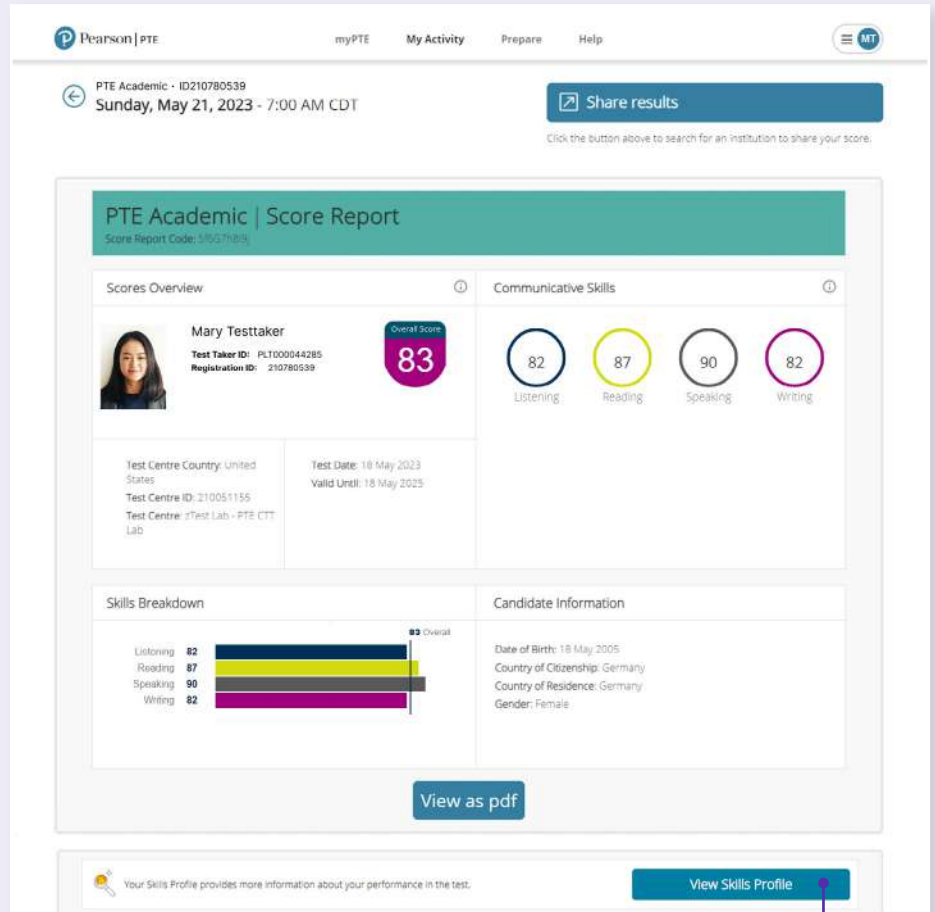 Pearson | PTE
myPTE My Activity Prepare Help
MT
PTE Academic - ID210780539
Sunday, May 21, 2023 - 7:00 AM CDT
Share results
Click the button above to search for an institution to share your score.
PTE Academic | Score Report
Score Report Code:
Scores Overview
Communicative Skills
Mary Testtaker
Test Taker ID: PLT000044285
Registration ID: 210780539
Overall Score
83
82 87 90 82
Listening Reading Speaking Writing
Test Centre Country: United
States
Test Centre ID: 210051155
Test Centre: zTest Lab - PTE CTT
Lab
Test Date: 18 May 2023
Valid Until: 18 May 2025
Skills Breakdown
83 Overall
Listening 82
Reading 87
Speaking 90
Writing 82
Candidate Information
Date of Birth: 18 May 2005
Country of Citizenship: Germany
Country of Residence: Germany
Gender: Female
View as pdf
Your Skills Profile provides more information about your performance in the test.
View Skills Profile